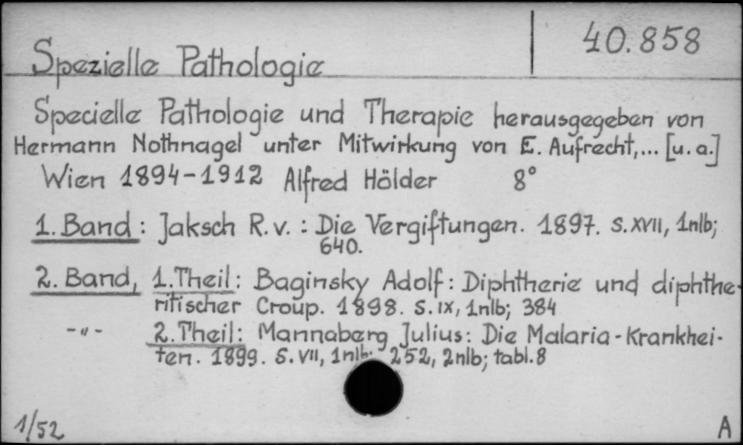 40.858
Spezielle Pathologie
Specielle Pathologie und Therapie herausgegeben von
Hermann Nothnagel unter Mitwirkung von E. Aufrecht,... [u. a.]
Wien 1894-1912 Alfred Hölder 8°
1. Band: Jaksch R. v. : Die Vergiftungen. 1897. S. XVII, 1nlb;
640.
2. Band, 1. Theil: Baginsky Adolf: Diphtherie und diphthe-
ritischer Croup. 1898. S. IX, 1nlb; 384
-"- 2. Theil: Mannaberg Julius: Die Malaria-Krankhei-
ten. 1899. S. VII, 1nlb; 252, 2nlb; tabl. 8
1/52 A